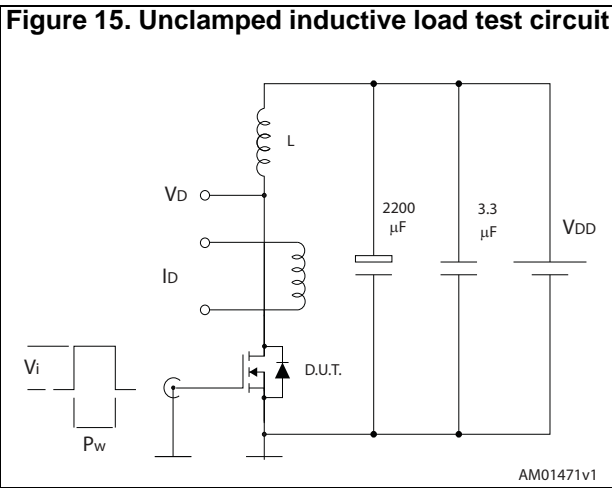 Figure 15. Unclamped inductive load test circuit
L
VD
2200
μF
3.3
μF
VDD
ID
Vi
D.U.T.
PW
AM01471v1